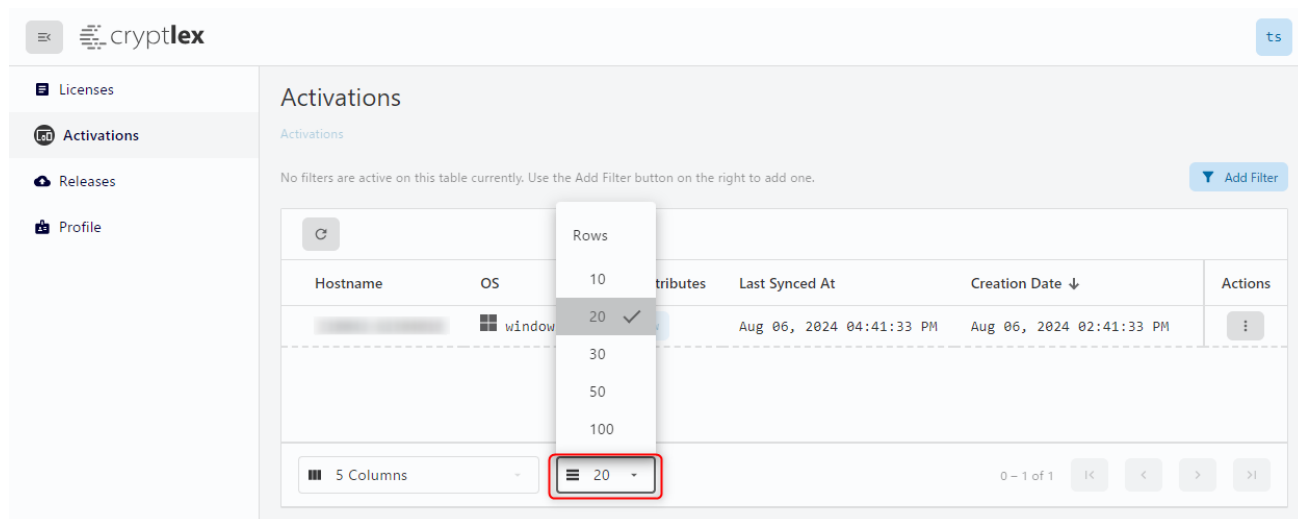 cryptlex
ts
Licenses
Activations
Releases
Profile
Activations
Activations
No filters are active on this table currently. Use the Add Filter button on the right to add one.
Add Filter
Rows
10
20
30
50
100
Hostname OS tributes Last Synced At Creation Date Actions
window Aug 06, 2024 04:41:33 PM Aug 06, 2024 02:41:33 PM
5 Columns 20 0 – 1 of 1